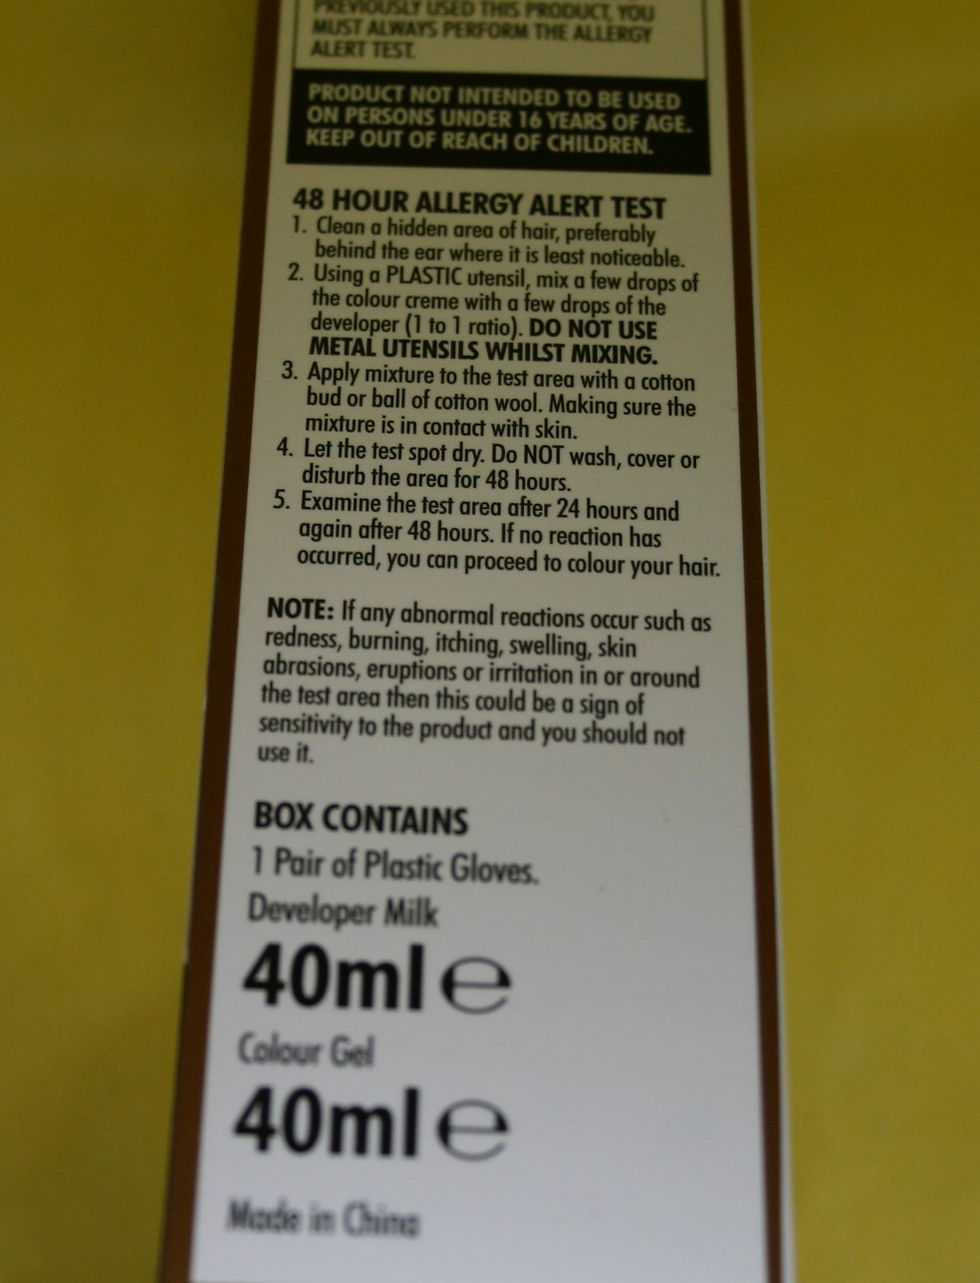 PREVIOUSLY USED THIS PRODUCT, YOU
MUST ALWAYS PERFORM THE ALLERGY
ALERT TEST.
PRODUCT NOT INTENDED TO BE USED
ON PERSONS UNDER 16 YEARS OF AGE.
KEEP OUT OF REACH OF CHILDREN.
48 HOUR ALLERGY ALERT TEST
1. Clean a hidden area of hair, preferably
behind the ear where it is least noticeable.
2. Using a PLASTIC utensil, mix a few drops of
the colour creme with a few drops of the
developer (1 to 1 ratio). DO NOT USE
METAL UTENSILS WHILST MIXING.
3. Apply mixture to the test area with a cotton
bud or ball of cotton wool. Making sure the
mixture is in contact with skin.
4. Let the test spot dry. Do NOT wash, cover or
disturb the area for 48 hours.
5. Examine the test area after 24 hours and
again after 48 hours. If no reaction has
occurred, you can proceed to colour your hair.
NOTE: If any abnormal reactions occur such as
redness, burning, itching, swelling, skin
abrasions, eruptions or irritation in or around
the test area then this could be a sign of
sensitivity to the product and you should not
use it.
BOX CONTAINS
1 Pair of Plastic Gloves.
Developer Milk
40ml e
Colour Gel
40ml e
Made in China